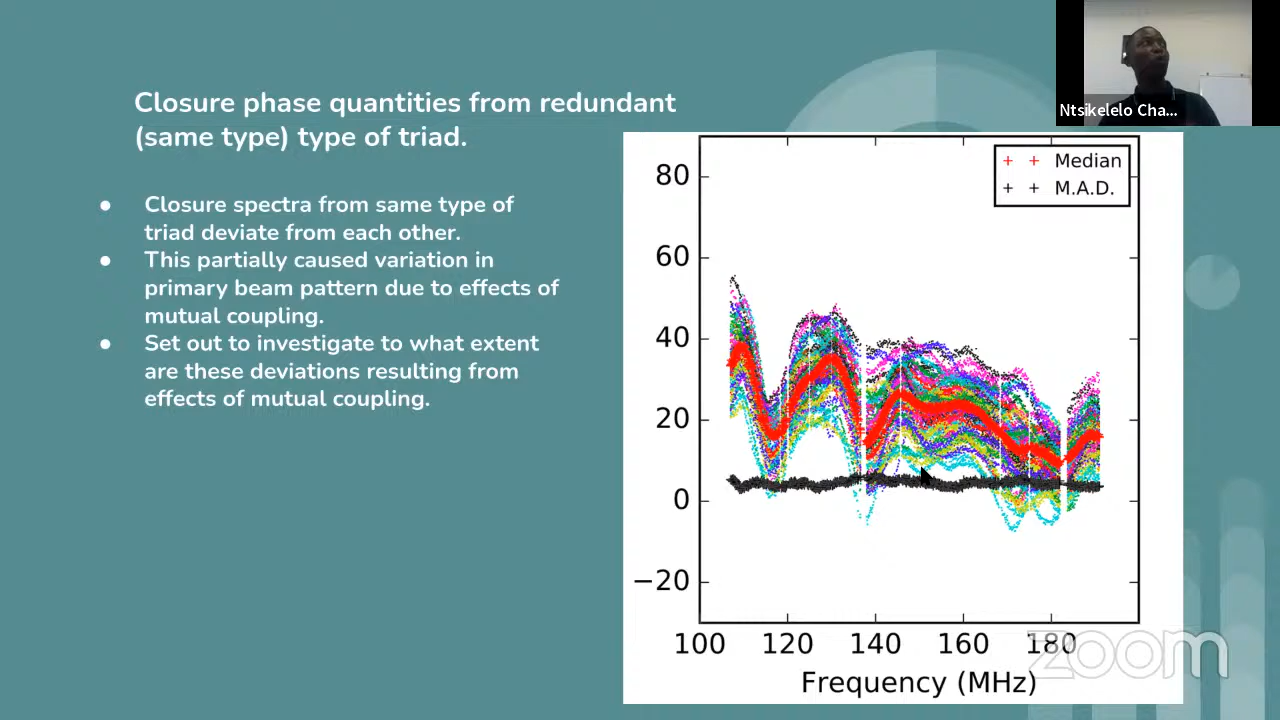 Closure phase quantities from redundant
(same type) type of triad.
● Closure spectra from same type of
triad deviate from each other.
● This partially caused variation in
primary beam pattern due to effects of
mutual coupling.
● Set out to investigate to what extent
are these deviations resulting from
effects of mutual coupling.
Ntsikelelo Cha...
Median
M.A.D.
80
60
40
20
0
−20
100 120 140 160 180
Frequency (MHz)
zoom